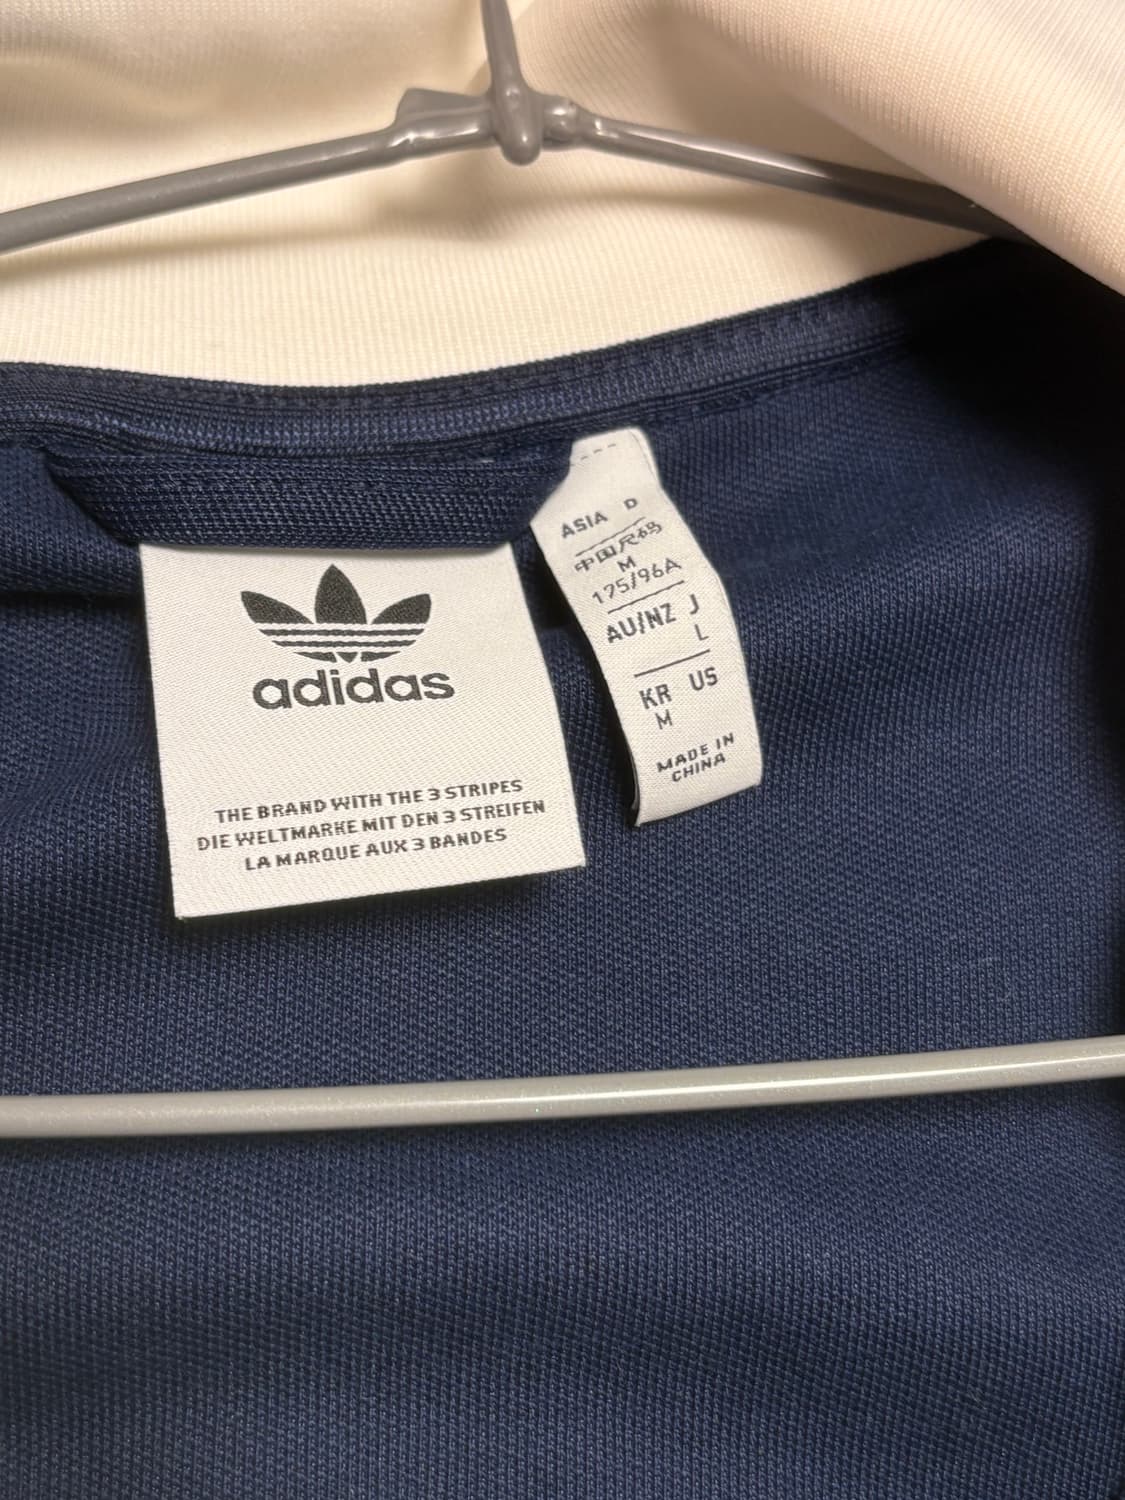 adidas
THE BRAND WITH THE 3 STRIPES
DIE WELTMARKE MIT DEN 3 STREIFEN
LA MARQUE AUX 3 BANDES
ASIA D
中国尺码
M
175/96A
AU/NZ J
L
KR US
M
MADE IN
CHINA